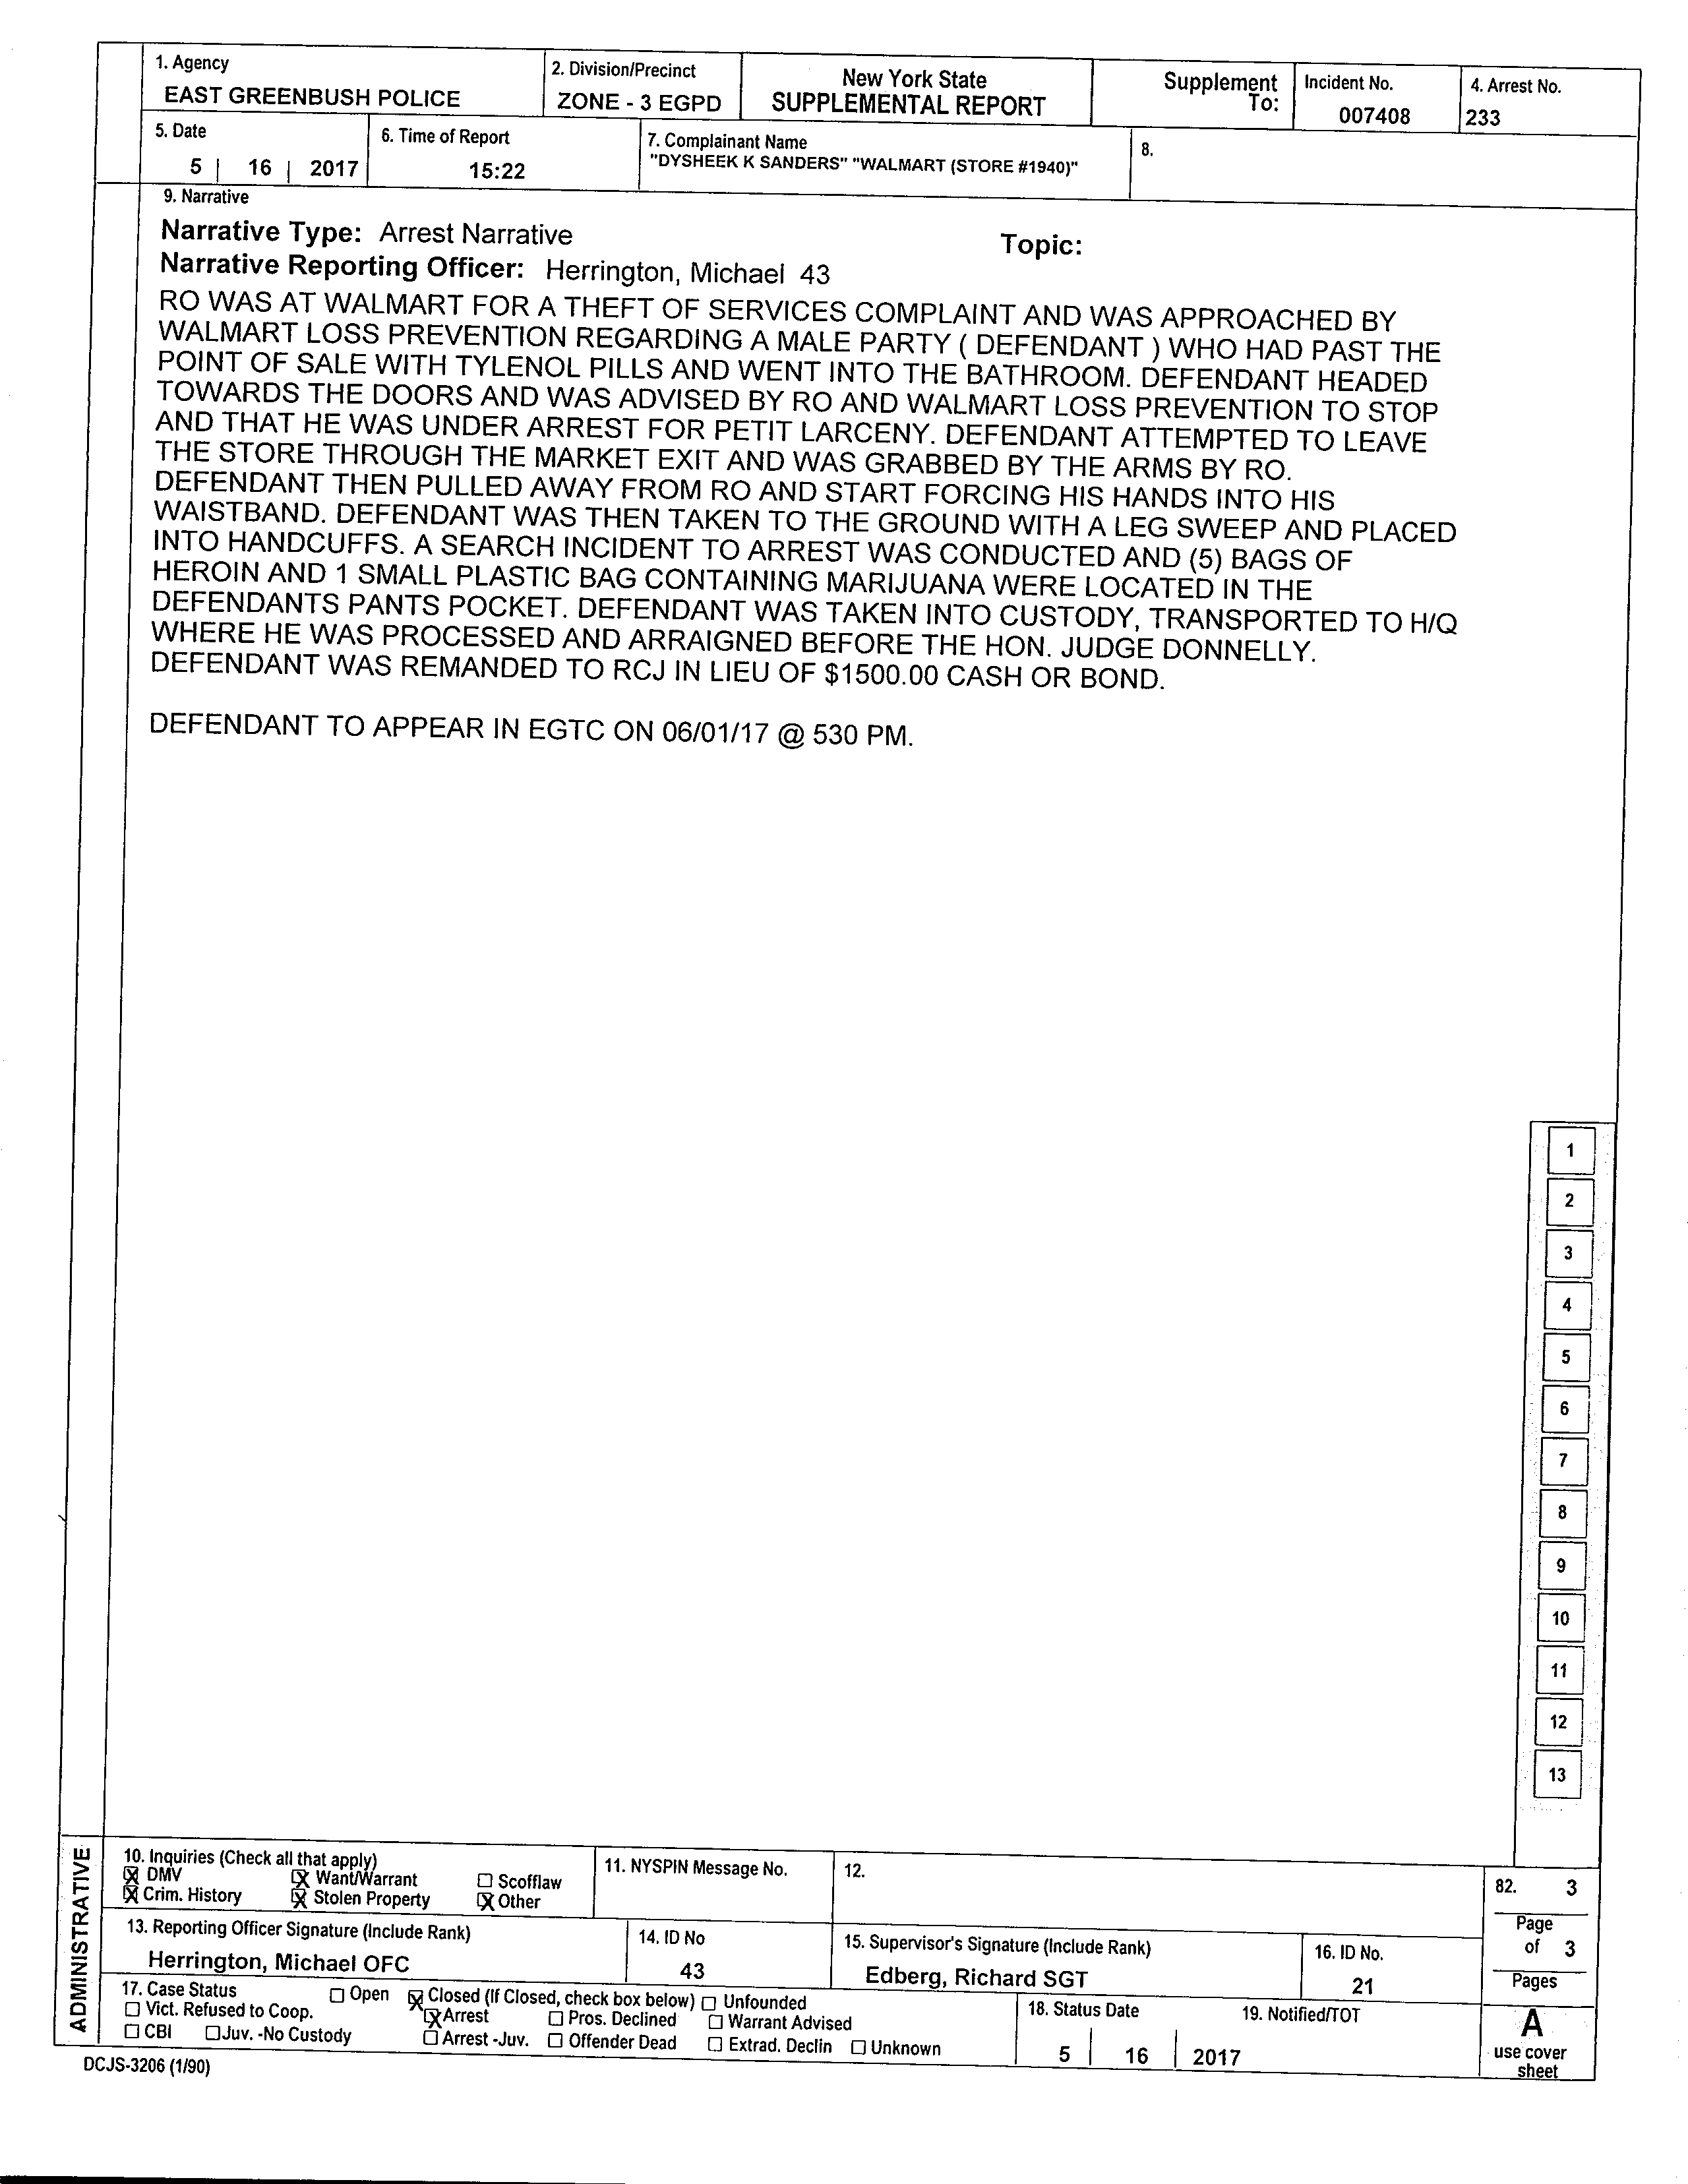 1. Agency
EAST GREENBUSH POLICE
2. Division/Precinct
ZONE - 3 EGPD
New York State
SUPPLEMENTAL REPORT
Supplement
To:
Incident No.
007408
4. Arrest No.
233
5. Date
5 | 16 | 2017
6. Time of Report
15:22
7. Complainant Name
"DYSHEEK K SANDERS" "WALMART (STORE #1940)"
8.
9. Narrative
Narrative Type: Arrest Narrative
Topic:
Narrative Reporting Officer: Herrington, Michael 43
RO WAS AT WALMART FOR A THEFT OF SERVICES COMPLAINT AND WAS APPROACHED BY
WALMART LOSS PREVENTION REGARDING A MALE PARTY ( DEFENDANT ) WHO HAD PAST THE
POINT OF SALE WITH TYLENOL PILLS AND WENT INTO THE BATHROOM. DEFENDANT HEADED
TOWARDS THE DOORS AND WAS ADVISED BY RO AND WALMART LOSS PREVENTION TO STOP
AND THAT HE WAS UNDER ARREST FOR PETIT LARCENY. DEFENDANT ATTEMPTED TO LEAVE
THE STORE THROUGH THE MARKET EXIT AND WAS GRABBED BY THE ARMS BY RO.
DEFENDANT THEN PULLED AWAY FROM RO AND START FORCING HIS HANDS INTO HIS
WAISTBAND. DEFENDANT WAS THEN TAKEN TO THE GROUND WITH A LEG SWEEP AND PLACED
INTO HANDCUFFS. A SEARCH INCIDENT TO ARREST WAS CONDUCTED AND (5) BAGS OF
HEROIN AND 1 SMALL PLASTIC BAG CONTAINING MARIJUANA WERE LOCATED IN THE
DEFENDANTS PANTS POCKET. DEFENDANT WAS TAKEN INTO CUSTODY, TRANSPORTED TO H/Q
WHERE HE WAS PROCESSED AND ARRAIGNED BEFORE THE HON. JUDGE DONNELLY.
DEFENDANT WAS REMANDED TO RCJ IN LIEU OF $1500.00 CASH OR BOND.
DEFENDANT TO APPEAR IN EGTC ON 06/01/17 @ 530 PM.
1
2
3
4
5
6
7
8
9
10
11
12
13
ADMINISTRATIVE
10. Inquiries (Check all that apply)
☒ DMV ☒ Want/Warrant ☐ Scofflaw
☒ Crim. History ☒ Stolen Property ☒ Other
11. NYSPIN Message No.
12.
82. 3
Page
of 3
Pages
13. Reporting Officer Signature (Include Rank)
Herrington, Michael OFC
14. ID No
43
15. Supervisor's Signature (Include Rank)
Edberg, Richard SGT
16. ID No.
21
17. Case Status ☐ Open ☒ Closed (If Closed, check box below) ☐ Unfounded
☐ Vict. Refused to Coop. ☒ Arrest ☐ Pros. Declined ☐ Warrant Advised
☐ CBI ☐ Juv. -No Custody ☐ Arrest -Juv. ☐ Offender Dead ☐ Extrad. Declin ☐ Unknown
18. Status Date
5 | 16 | 2017
19. Notified/TOT
A
use cover
sheet
DCJS-3206 (1/90)